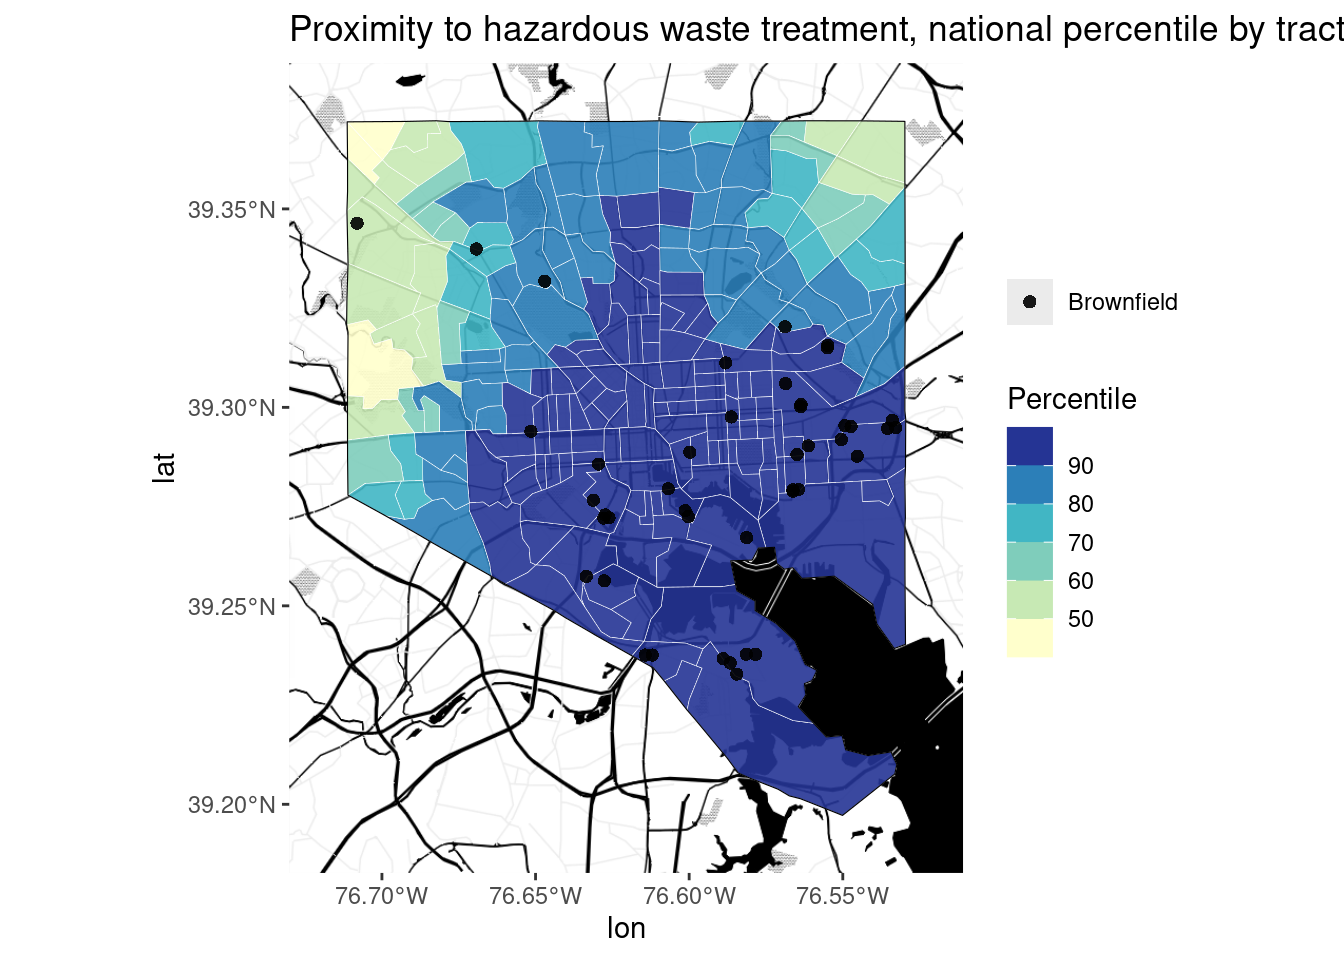 Proximity to hazardous waste treatment, national percentile by tract
39.35°N
39.30°N
39.25°N
39.20°N
lat
76.70°W
76.65°W
76.60°W
76.55°W
lon
Brownfield
Percentile
90
80
70
60
50